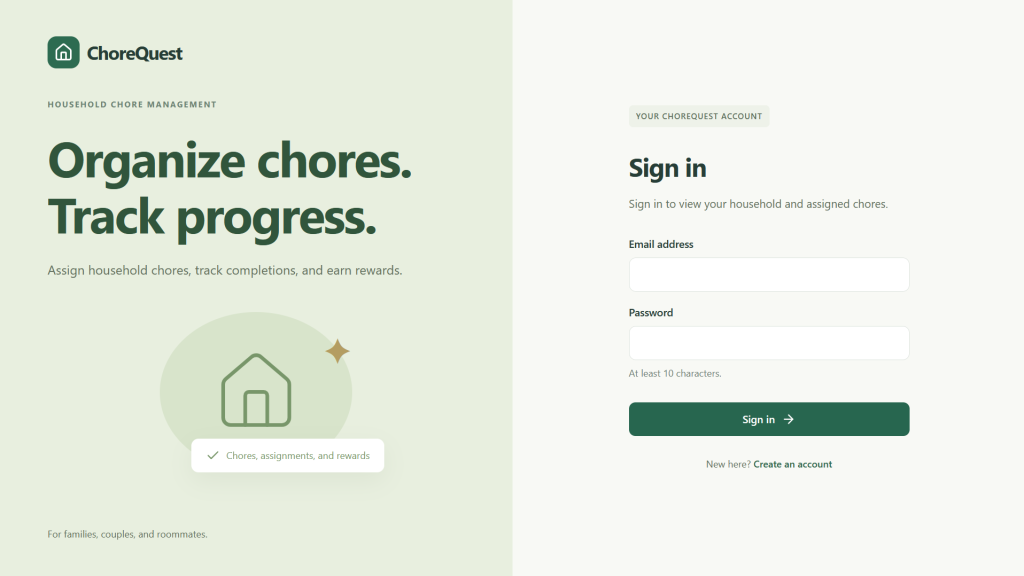 ChoreQuest
HOUSEHOLD CHORE MANAGEMENT
Organize chores.
Track progress.
Assign household chores, track completions, and earn rewards.
Chores, assignments, and rewards
For families, couples, and roommates.
YOUR CHOREQUEST ACCOUNT
Sign in
Sign in to view your household and assigned chores.
Email address
Password
At least 10 characters.
Sign in
New here? Create an account